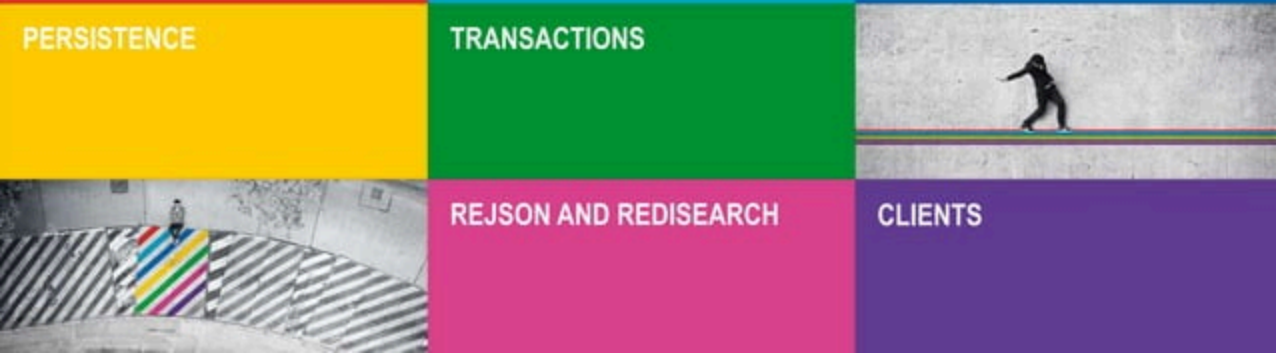 PERSISTENCE
TRANSACTIONS
REJSON AND REDISEARCH
CLIENTS